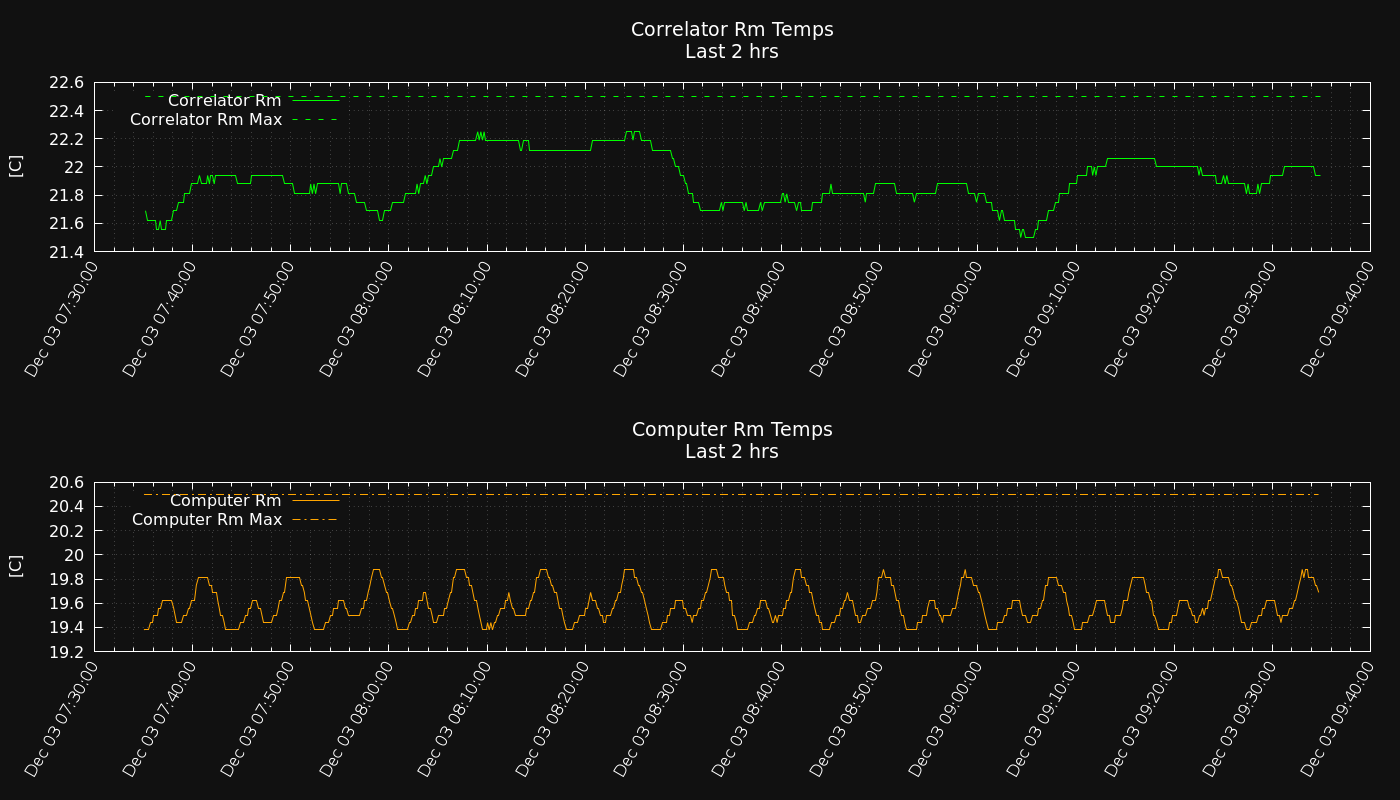 Correlator Rm Temps
Last 2 hrs
22.6
22.4
22.2
22
21.8
21.6
21.4
[C]
Correlator Rm
Correlator Rm Max
Dec 03 07:30:00
Dec 03 07:40:00
Dec 03 07:50:00
Dec 03 08:00:00
Dec 03 08:10:00
Dec 03 08:20:00
Dec 03 08:30:00
Dec 03 08:40:00
Dec 03 08:50:00
Dec 03 09:00:00
Dec 03 09:10:00
Dec 03 09:20:00
Dec 03 09:30:00
Dec 03 09:40:00
Computer Rm Temps
Last 2 hrs
20.6
20.4
20.2
20
19.8
19.6
19.4
19.2
[C]
Computer Rm
Computer Rm Max
Dec 03 07:30:00
Dec 03 07:40:00
Dec 03 07:50:00
Dec 03 08:00:00
Dec 03 08:10:00
Dec 03 08:20:00
Dec 03 08:30:00
Dec 03 08:40:00
Dec 03 08:50:00
Dec 03 09:00:00
Dec 03 09:10:00
Dec 03 09:20:00
Dec 03 09:30:00
Dec 03 09:40:00